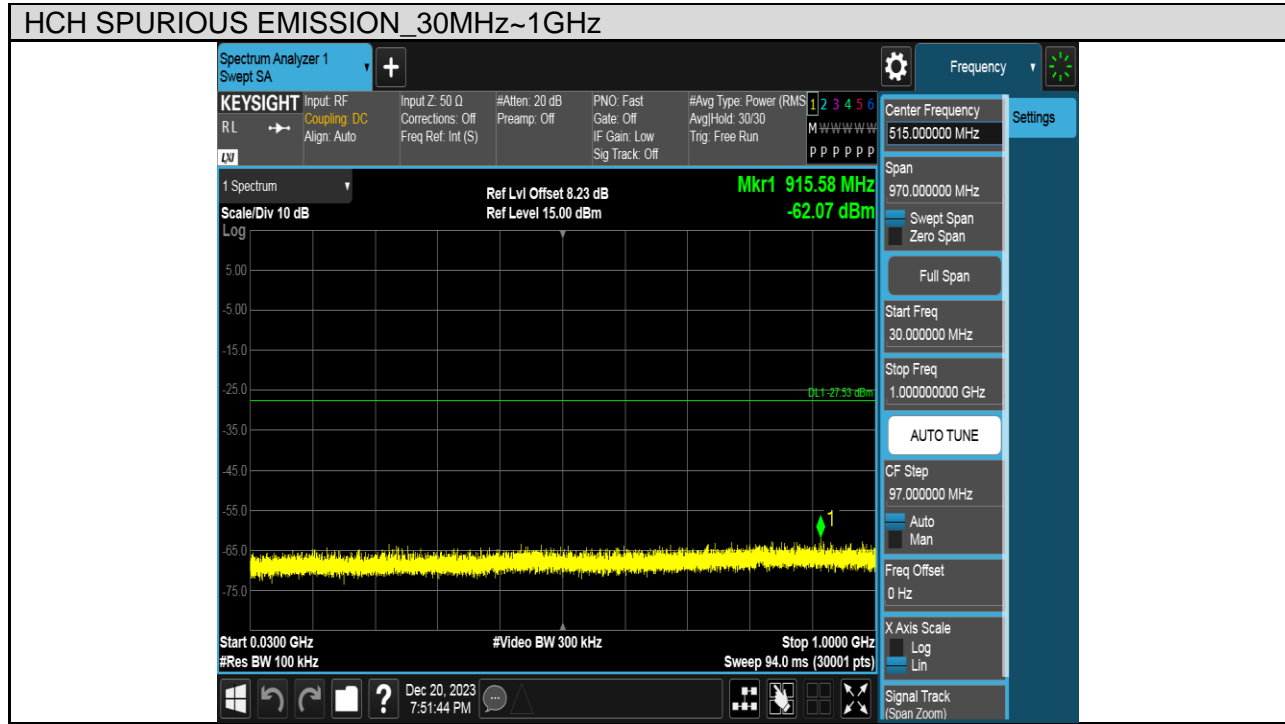 HCH SPURIOUS EMISSION_30MHz~1GHz
Spectrum Analyzer 1
Swept SA
+
Frequency
KEYSIGHT
RL
LXI
Input: RF
Coupling: DC
Align: Auto
Input Z: 50 Ω
Corrections: Off
Freq Ref: Int (S)
#Atten: 20 dB
Preamp: Off
PNO: Fast
Gate: Off
IF Gain: Low
Sig Track: Off
#Avg Type: Power (RMS
Avg|Hold: 30/30
Trig: Free Run
1 2 3 4 5 6
M W W W W W
P P P P P P
1 Spectrum
Scale/Div 10 dB
Log
Ref Lvl Offset 8.23 dB
Ref Level 15.00 dBm
Mkr1 915.58 MHz
-62.07 dBm
5.00
-5.00
-15.0
-25.0
DL1 -27.53 dBm
-35.0
-45.0
-55.0
1
-65.0
-75.0
Start 0.0300 GHz
#Res BW 100 kHz
#Video BW 300 kHz
Stop 1.0000 GHz
Sweep 94.0 ms (30001 pts)
Center Frequency
515.000000 MHz
Settings
Span
970.000000 MHz
Swept Span
Zero Span
Full Span
Start Freq
30.000000 MHz
Stop Freq
1.000000000 GHz
AUTO TUNE
CF Step
97.000000 MHz
Auto
Man
Freq Offset
0 Hz
X Axis Scale
Log
Lin
Signal Track
(Span Zoom)
?
Dec 20, 2023
7:51:44 PM